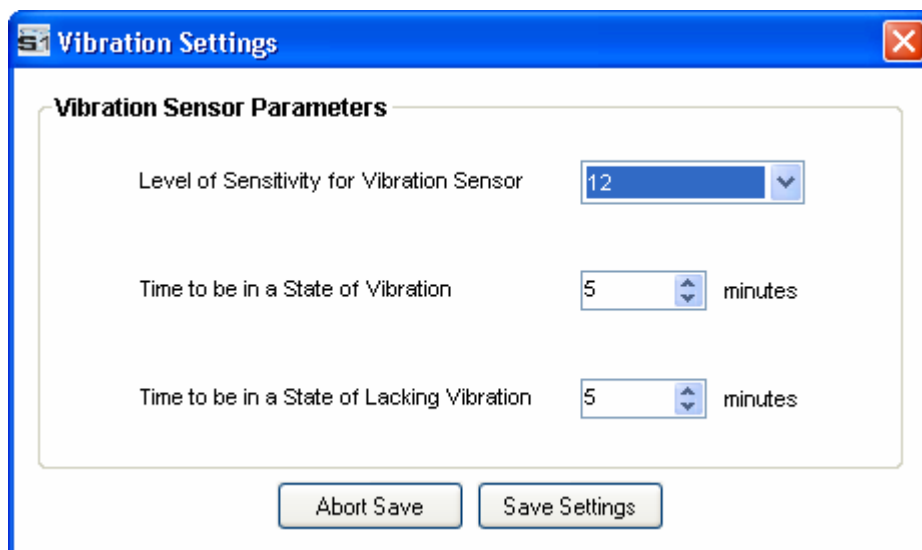 S1 Vibration Settings
Vibration Sensor Parameters
Level of Sensitivity for Vibration Sensor 12
Time to be in a State of Vibration 5 minutes
Time to be in a State of Lacking Vibration 5 minutes
Abort Save Save Settings